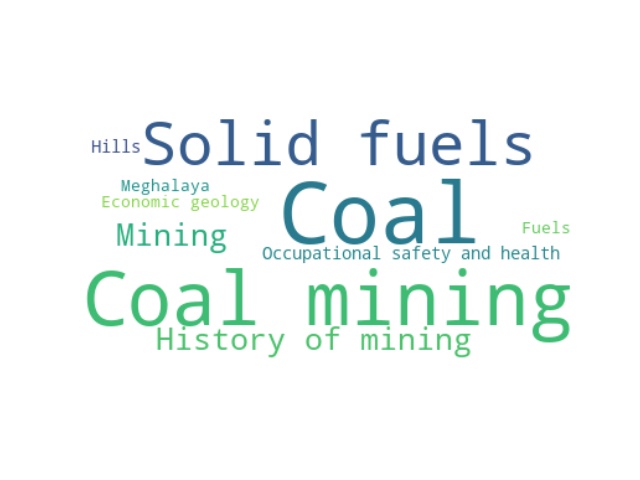 Solid fuels
Hills
Meghalaya
Coal
Economic geology
Mining
Fuels
Occupational safety and health
Coal mining
History of mining